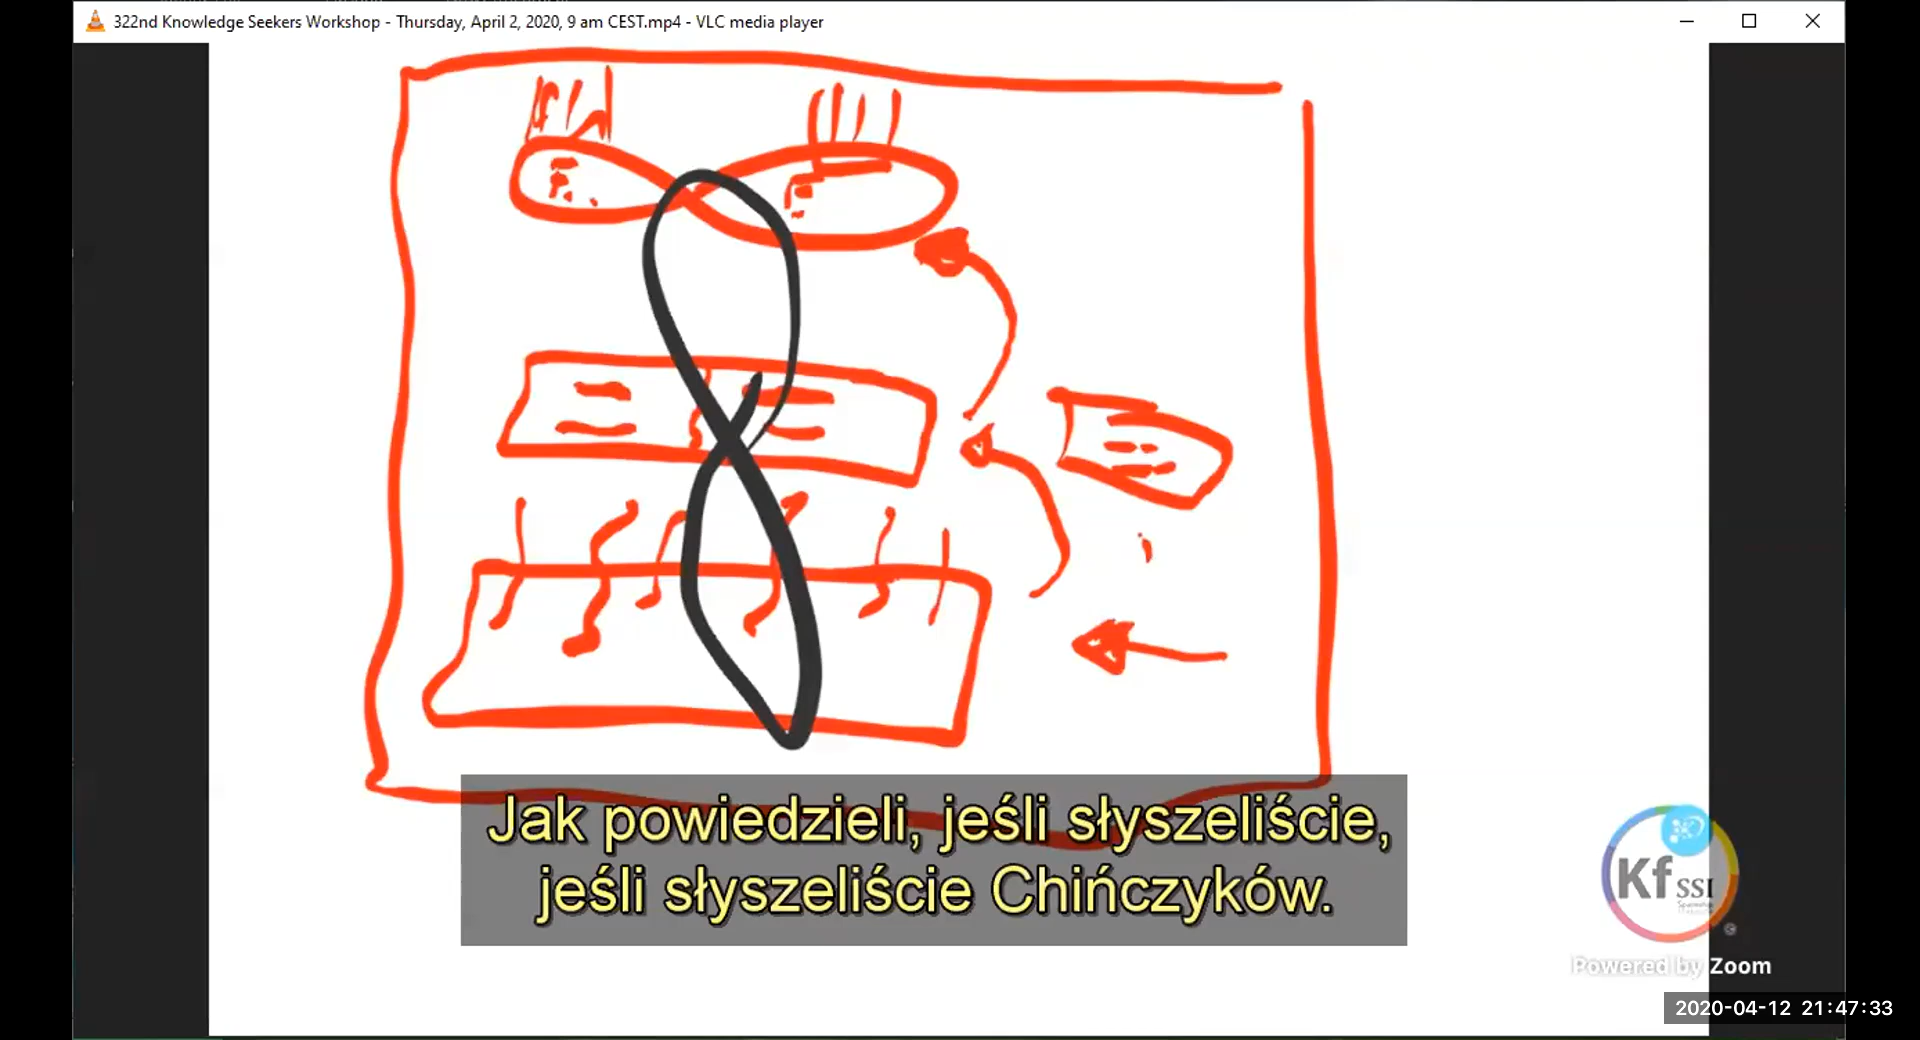 322nd Knowledge Seekers Workshop - Thursday, April 2, 2020, 9 am CEST.mp4 - VLC media player
Jak powiedzieli, jeśli słyszeliście,
jeśli słyszeliście Chińczyków.
Kf SSI
Powered by Zoom
2020-04-12 21:47:33